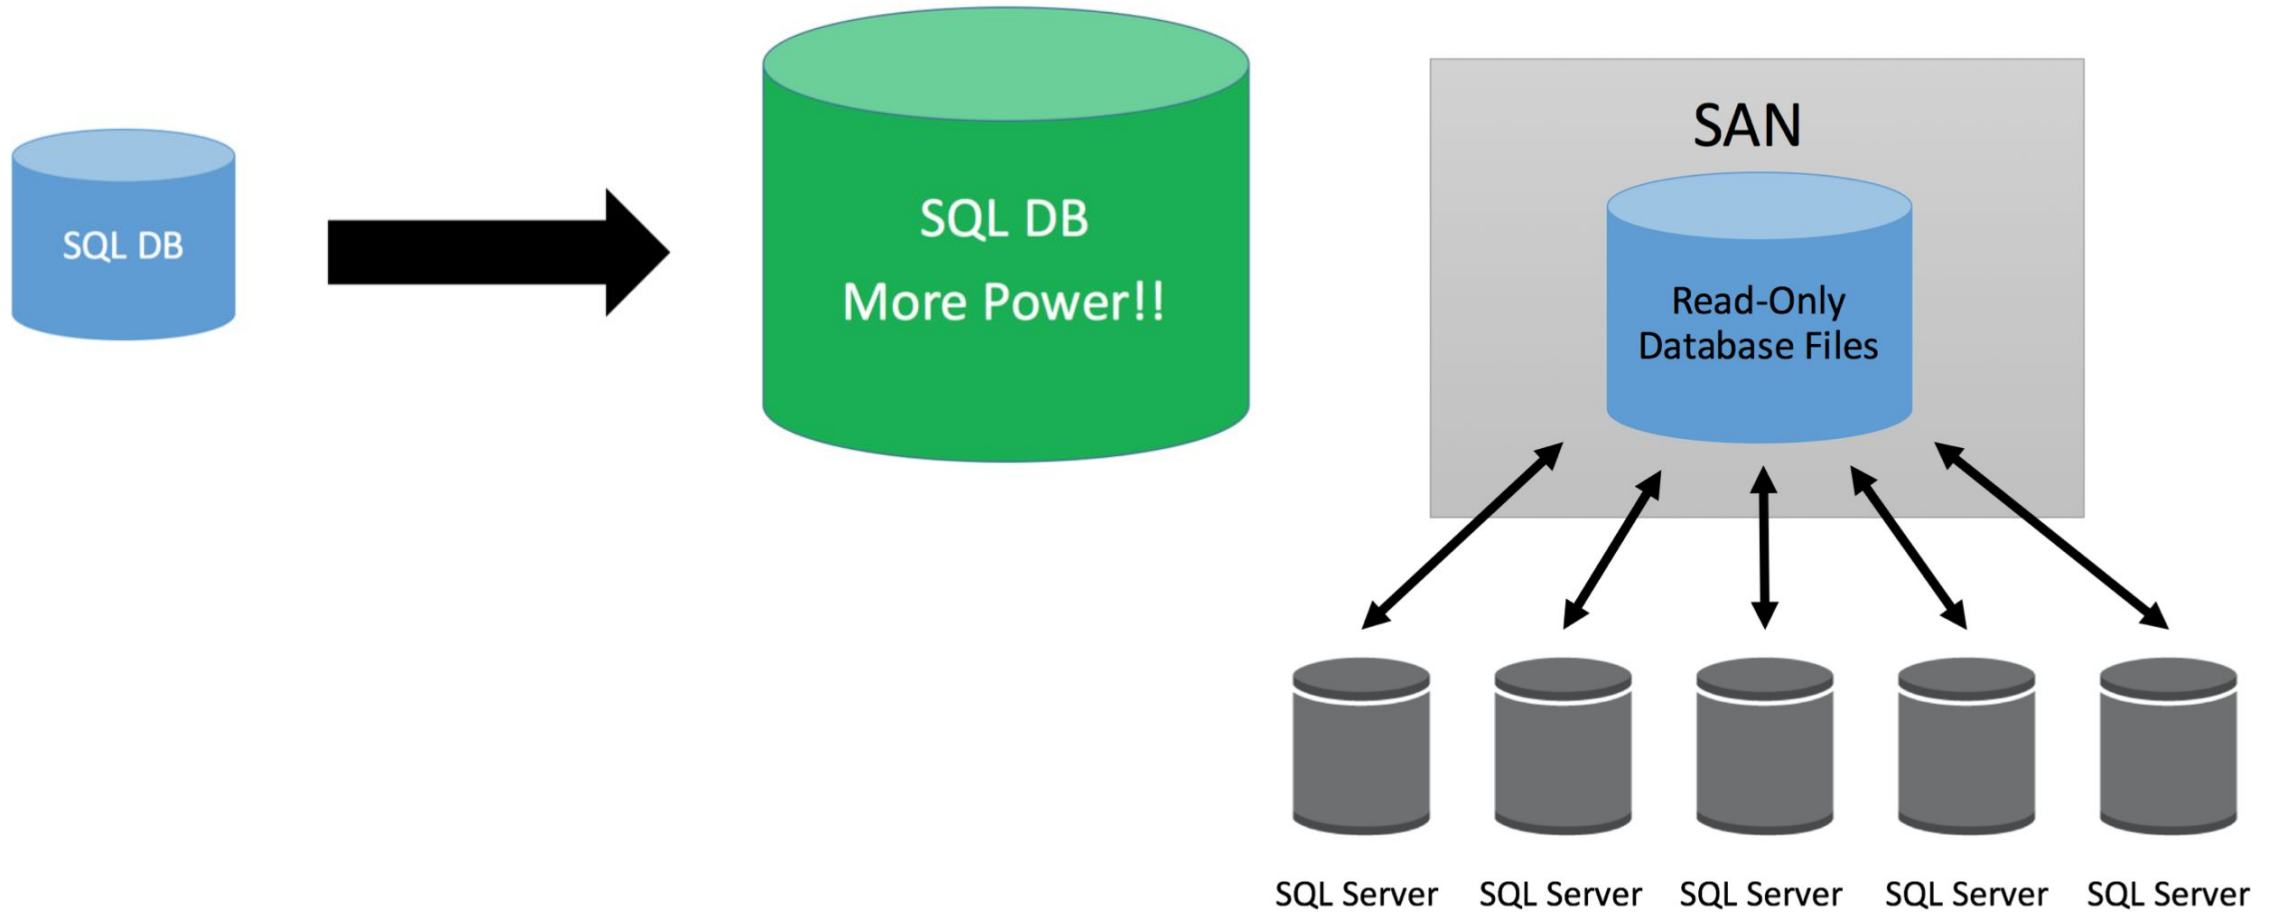 SQL DB
SQL DB
More Power!!
SAN
Read-Only
Database Files
SQL Server
SQL Server
SQL Server
SQL Server
SQL Server